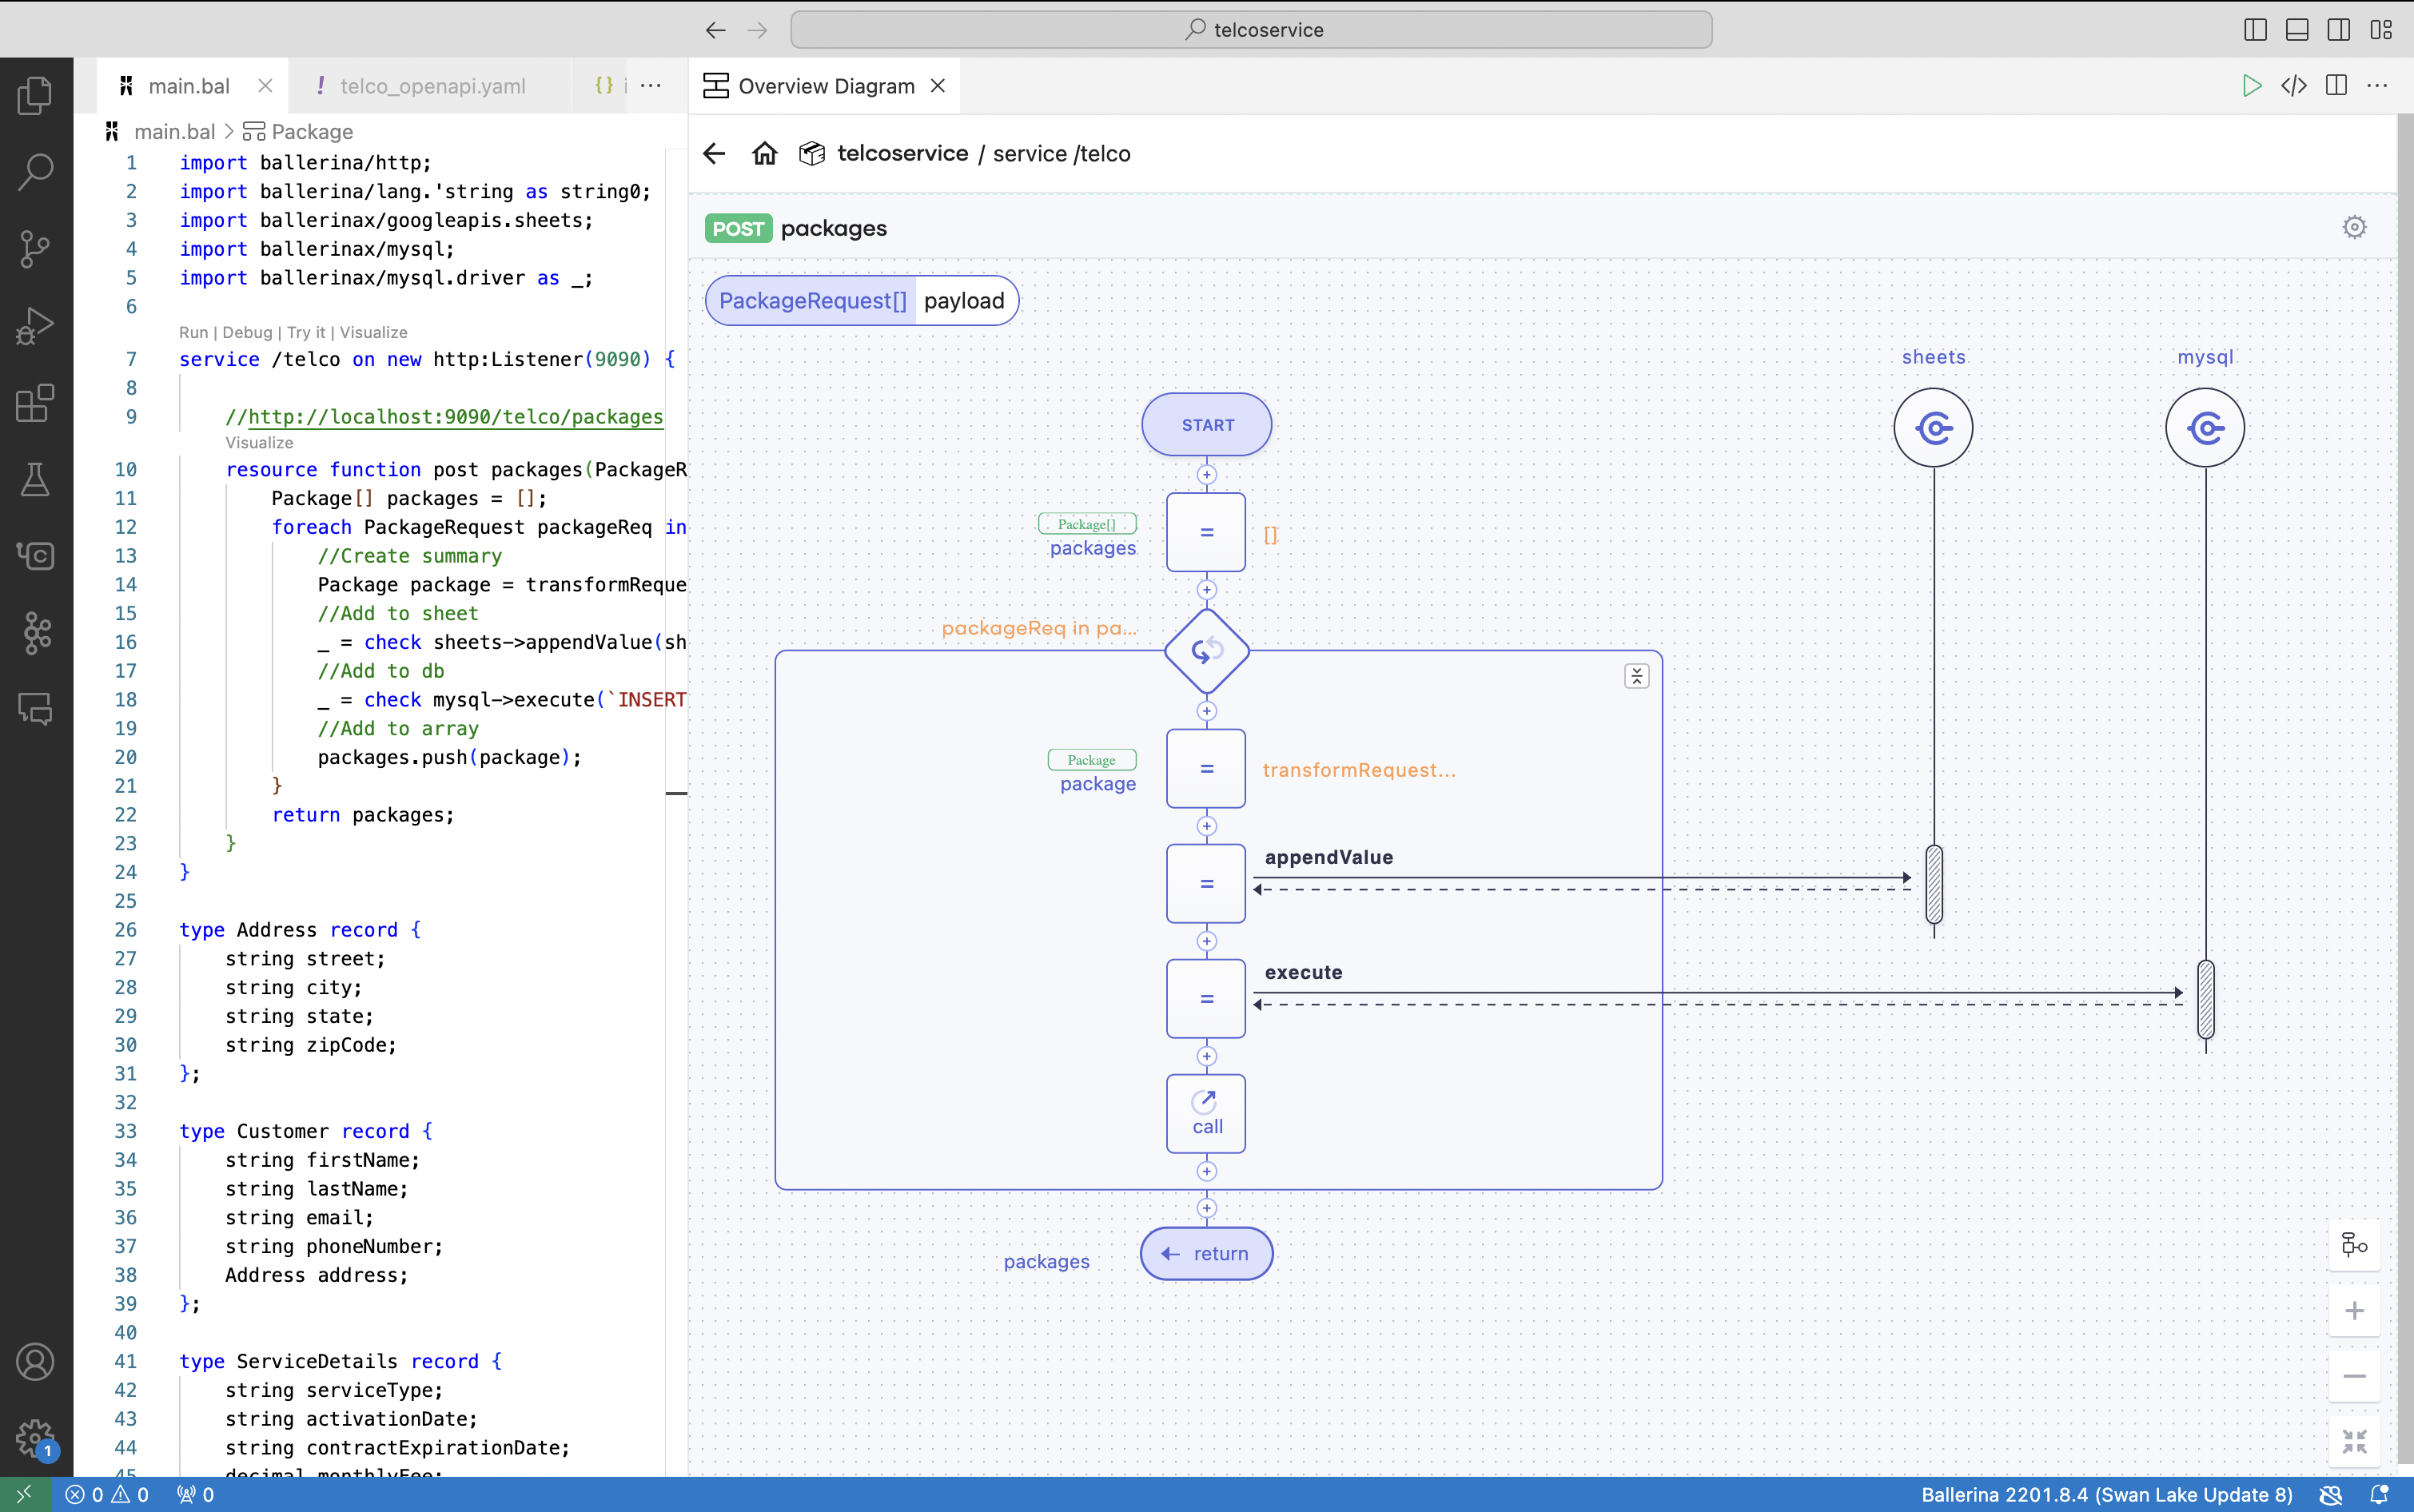 telcoservice
main.bal
telco_openapi.yaml
{}
Overview Diagram
main.bal > Package
telcoservice / service /telco
1 import ballerina/http;
2 import ballerina/lang.'string as string0;
3 import ballerinax/googleapis.sheets;
4 import ballerinax/mysql;
5 import ballerinax/mysql.driver as _;
6
Run | Debug | Try it | Visualize
7 service /telco on new http:Listener(9090) {
8
9 //http://localhost:9090/telco/packages
Visualize
10 resource function post packages(PackageR
11 Package[] packages = [];
12 foreach PackageRequest packageReq in
13 //Create summary
14 Package package = transformReque
15 //Add to sheet
16 _ = check sheets->appendValue(sh
17 //Add to db
18 _ = check mysql->execute(`INSERT
19 //Add to array
20 packages.push(package);
21 }
22 return packages;
23 }
24 }
25
26 type Address record {
27 string street;
28 string city;
29 string state;
30 string zipCode;
31 };
32
33 type Customer record {
34 string firstName;
35 string lastName;
36 string email;
37 string phoneNumber;
38 Address address;
39 };
40
41 type ServiceDetails record {
42 string serviceType;
43 string activationDate;
44 string contractExpirationDate;
45 decimal monthlyFee;
POST packages
PackageRequest[] payload
sheets
mysql
START
Package[]
packages
=
[]
packageReq in pa...
Package
package
=
transformRequest...
appendValue
=
execute
=
call
packages
return
1
0 0 0
Ballerina 2201.8.4 (Swan Lake Update 8)